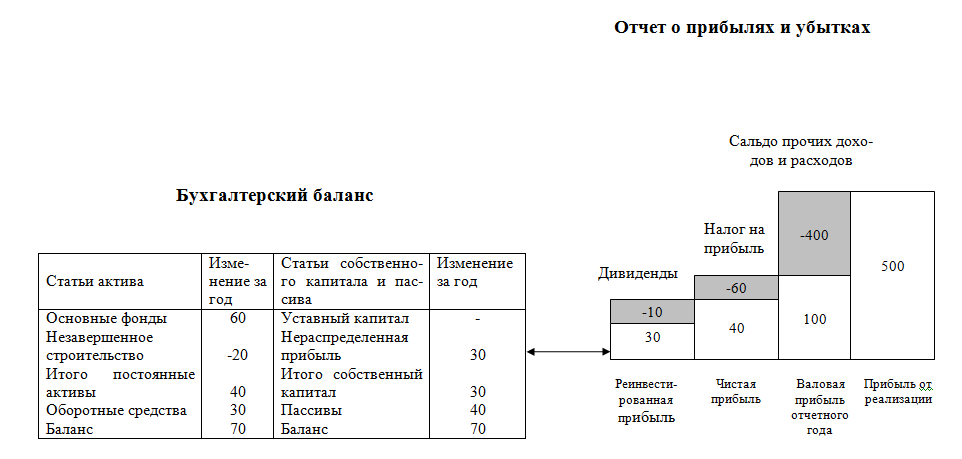 Отчет о прибылях и убытках
Сальдо прочих дохо-
дов и расходов
Бухгалтерский баланс
Налог на
прибыль
-400
500
Дивиденды
-60
-10
100
40
30
Статьи актива
Изме-
нение за
год
Статьи собственно-
го капитала и пас-
сива
Изменение
за год
Основные фонды 60 Уставный капитал -
Незавершенное
строительство -20
Нераспределенная
прибыль 30
Итого постоянные
активы 40
Итого собственный
капитал 30
Оборотные средства 30 Пассивы 40
Баланс 70 Баланс 70
Реинвести-
рованная
прибыль
Чистая
прибыль
Валовая
прибыль
отчетного
года
Прибыль от
реализации